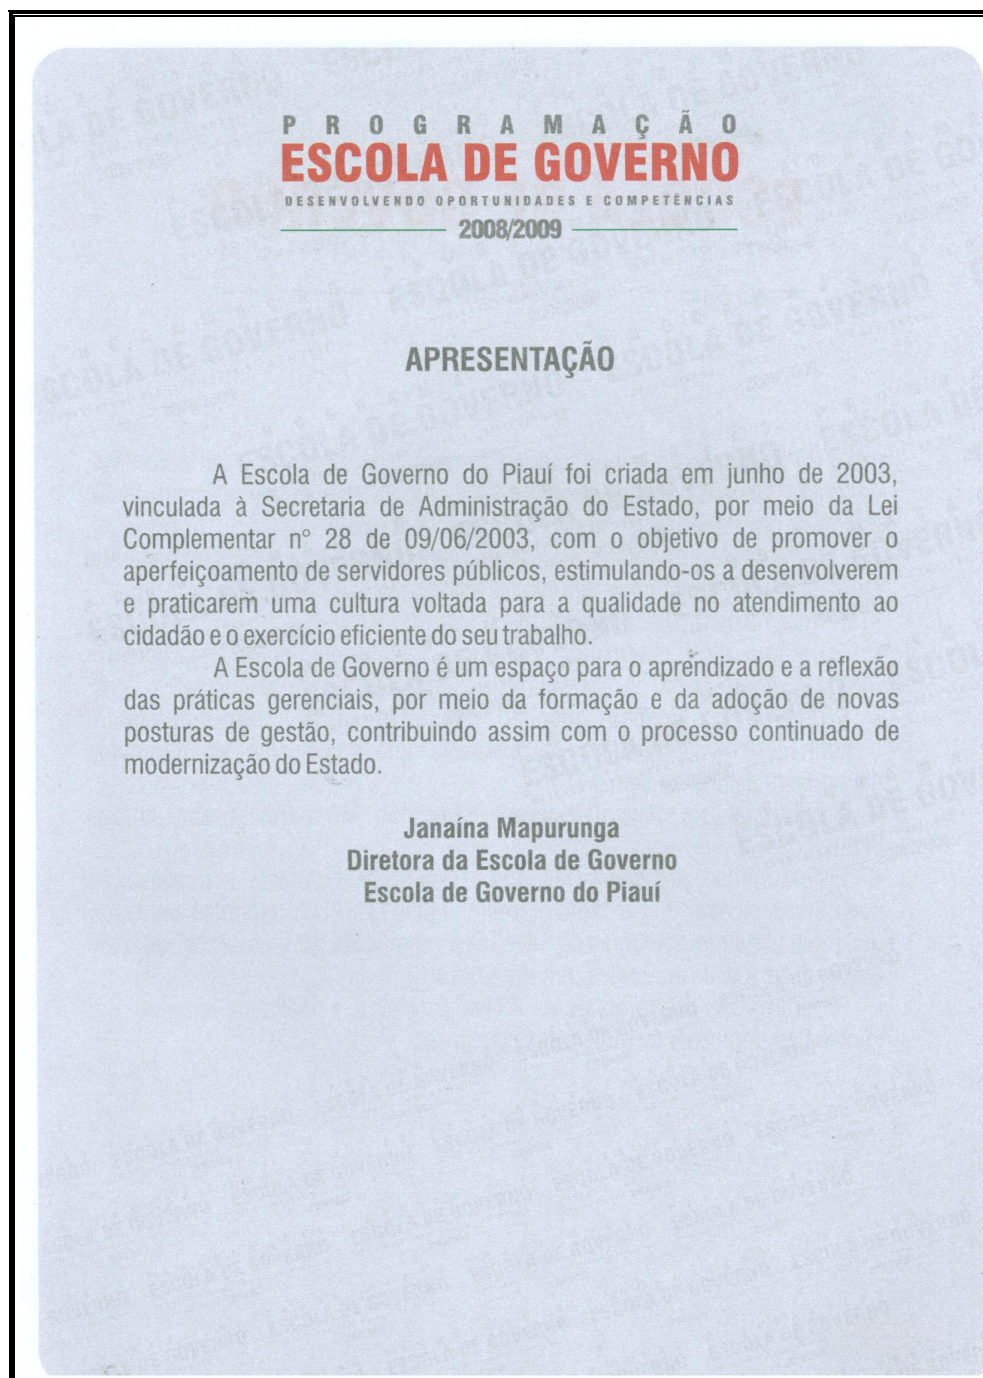 PROGRAMAÇÃO
ESCOLA DE GOVERNO
DESENVOLVENDO OPORTUNIDADES E COMPETÊNCIAS
2008/2009
APRESENTAÇÃO
A Escola de Governo do Piauí foi criada em junho de 2003,
vinculada à Secretaria de Administração do Estado, por meio da Lei
Complementar n° 28 de 09/06/2003, com o objetivo de promover o
aperfeiçoamento de servidores públicos, estimulando-os a desenvolverem
e praticarem uma cultura voltada para a qualidade no atendimento ao
cidadão e o exercício eficiente do seu trabalho.
A Escola de Governo é um espaço para o aprendizado e a reflexão
das práticas gerenciais, por meio da formação e da adoção de novas
posturas de gestão, contribuindo assim com o processo continuado de
modernização do Estado.
Janaína Mapurunga
Diretora da Escola de Governo
Escola de Governo do Piauí